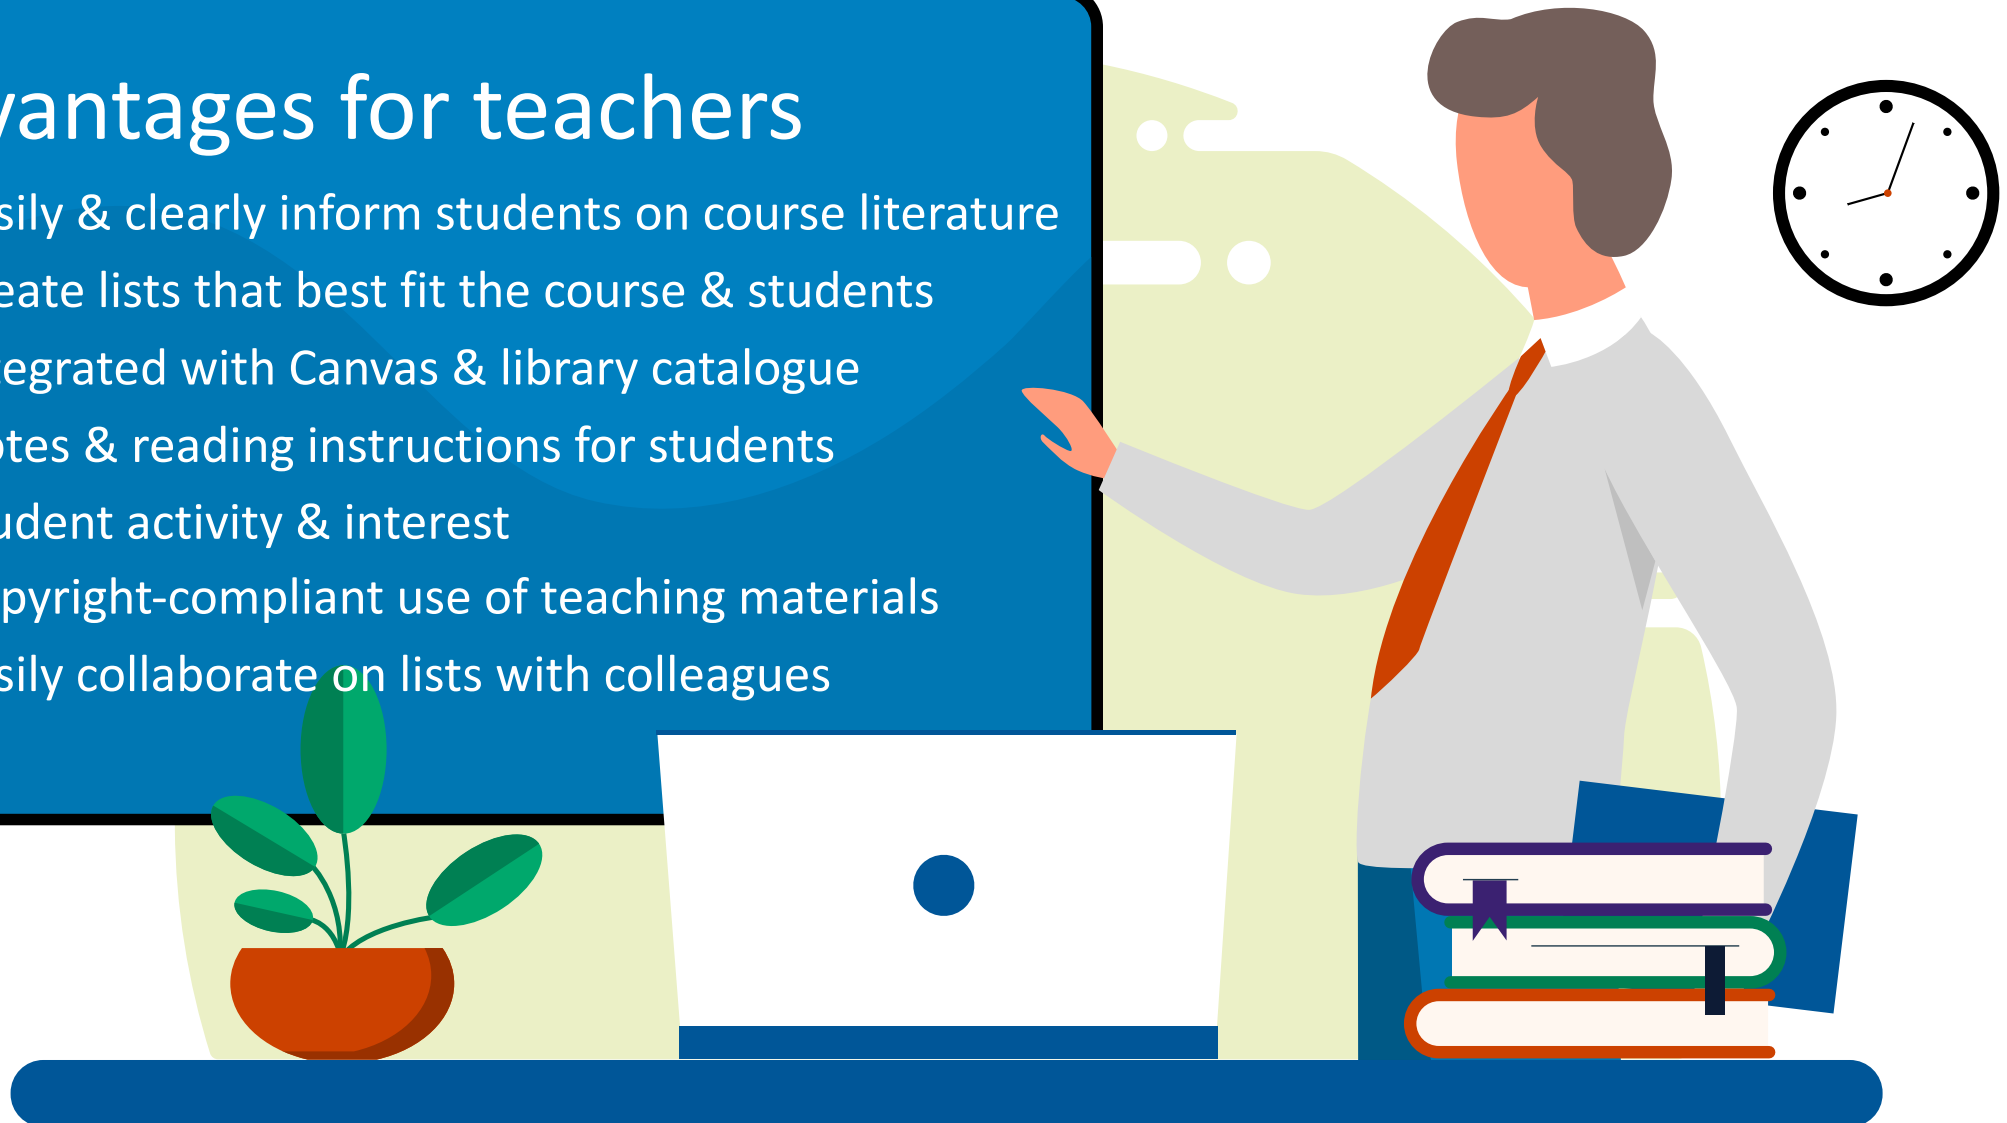 vantages for teachers
sily & clearly inform students on course literature
eate lists that best fit the course & students
tegrated with Canvas & library catalogue
otes & reading instructions for students
udent activity & interest
pyright-compliant use of teaching materials
sily collaborate on lists with colleagues